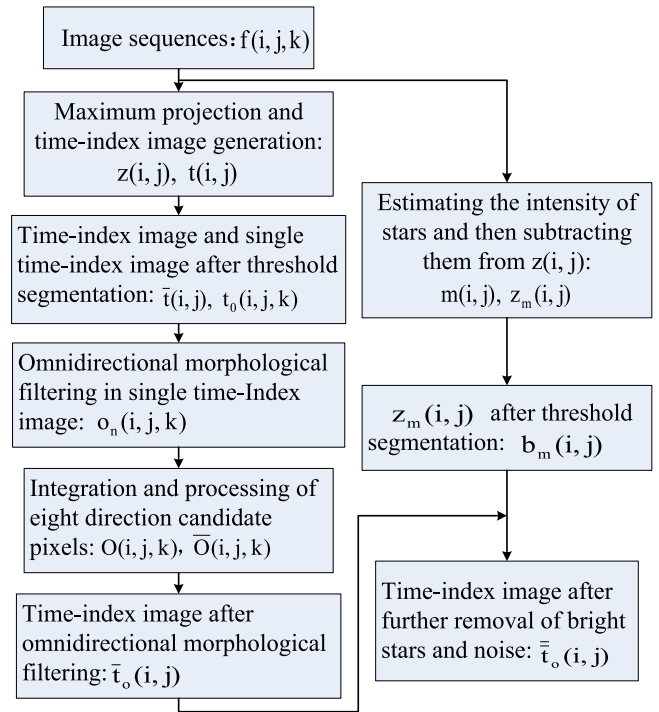 Image sequences: f(i, j, k)
Maximum projection and
time-index image generation:
z(i, j), t(i, j)
Time-index image and single
time-index image after threshold
segmentation: t̄(i, j), t₀(i, j, k)
Omnidirectional morphological
filtering in single time-Index
image: oₙ(i, j, k)
Integration and processing of
eight direction candidate
pixels: O(i, j, k), O̅(i, j, k)
Time-index image after
omnidirectional morphological
filtering: t̄ₒ(i, j)
Estimating the intensity of
stars and then subtracting
them from z(i, j):
m(i, j), zₘ(i, j)
zₘ(i, j) after threshold
segmentation: bₘ(i, j)
Time-index image after
further removal of bright
stars and noise: t̿ₒ(i, j)